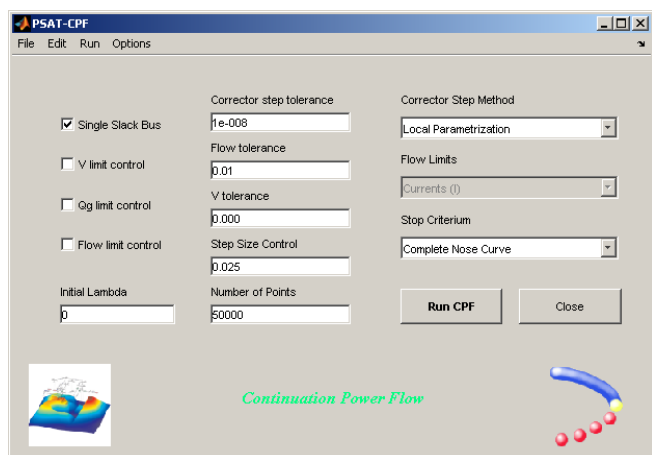 PSAT-CPF
File Edit Run Options
Single Slack Bus
V limit control
Qg limit control
Flow limit control
Initial Lambda
0
Corrector step tolerance
1e-008
Flow tolerance
0.01
V tolerance
0.000
Step Size Control
0.025
Number of Points
50000
Corrector Step Method
Local Parametrization
Flow Limits
Currents (I)
Stop Criterium
Complete Nose Curve
Run CPF
Close
Continuation Power Flow